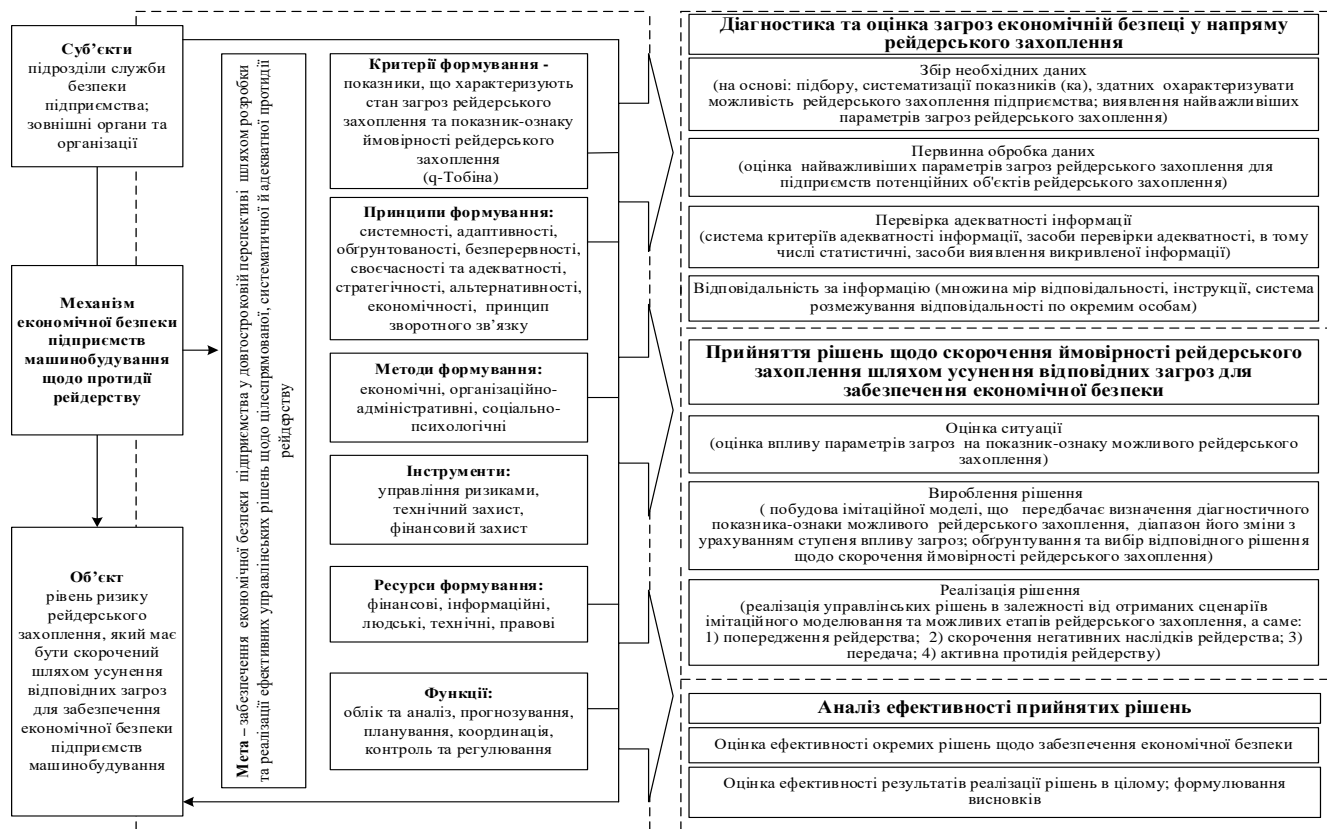 Суб’єкти
підрозділи служби
безпеки
підприємства;
зовнішні органи та
організації
Механізм
економічної безпеки
підприємств
машинобудування
щодо протидії
рейдерству
Об’єкт
рівень ризику
рейдерського
захоплення, який має
бути скорочений
шляхом усунення
відповідних загроз
для забезпечення
економічної безпеки
підприємств
машинобудування
Мета – забезпечення економічної безпеки підприємства у довгостроковій перспективі шляхом розробки
та реалізації ефективних управлінських рішень щодо цілеспрямованої, систематичної й адекватної протидії
рейдерству
Критерії формування -
показники, що характеризують
стан загроз рейдерського
захоплення та показник-ознаку
ймовірності рейдерського
захоплення
(q-Тобіна)
Принципи формування:
системності, адаптивності,
обґрунтованості, безперервності,
своєчасності та адекватності,
стратегічності, альтернативності,
економічності, принцип
зворотного зв’язку
Методи формування:
економічні, організаційно-
адміністративні, соціально-
психологічні
Інструменти:
управління ризиками,
технічний захист,
фінансовий захист
Ресурси формування:
фінансові, інформаційні,
людські, технічні, правові
Функції:
облік та аналіз, прогнозування,
планування, координація,
контроль та регулювання
Діагностика та оцінка загроз економічній безпеці у напряму
рейдерського захоплення
Збір необхідних даних
(на основі: підбору, систематизації показників (ка), здатних охарактеризувати
можливість рейдерського захоплення підприємства; виявлення найважливіших
параметрів загроз рейдерського захоплення)
Первинна обробка даних
(оцінка найважливіших параметрів загроз рейдерського захоплення для
підприємств потенційних об'єктів рейдерського захоплення)
Перевірка адекватності інформації
(система критеріїв адекватності інформації, засоби перевірки адекватності, в тому
числі статистичні, засоби виявлення викривленої інформації)
Відповідальність за інформацію (множина мір відповідальності, інструкції, система
розмежування відповідальності по окремим особам)
Прийняття рішень щодо скорочення ймовірності рейдерського
захоплення шляхом усунення відповідних загроз для
забезпечення економічної безпеки
Оцінка ситуації
(оцінка впливу параметрів загроз на показник-ознаку можливого рейдерського
захоплення)
Вироблення рішення
( побудова імітаційної моделі, що передбачає визначення діагностичного
показника-ознаки можливого рейдерського захоплення, діапазон його зміни з
урахуванням ступеня впливу загроз; обґрунтування та вибір відповідного рішення
щодо скорочення ймовірності рейдерського захоплення)
Реалізація рішення
(реалізація управлінських рішень в залежності від отриманих сценаріїв
імітаційного моделювання та можливих етапів рейдерського захоплення, а саме:
1) попередження рейдерства; 2) скорочення негативних наслідків рейдерства; 3)
передача; 4) активна протидія рейдерству)
Аналіз ефективності прийнятих рішень
Оцінка ефективності окремих рішень щодо забезпечення економічної безпеки
Оцінка ефективності результатів реалізації рішень в цілому; формулювання
висновків